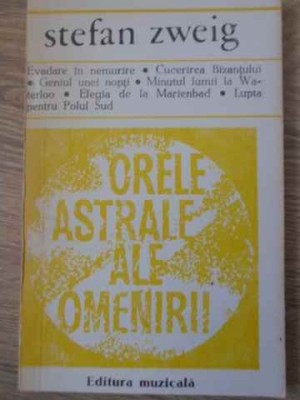 stefan zweig
Evadare în nemurire • Cucerirea Bizanțului
• Geniul unei nopți • Minutul lumii la Wa-
terloo • Elegia de la Marienbad • Lupta
pentru Polul Sud
ORELE
ASTRALE
ALE
OMENIRII
Editura muzicală